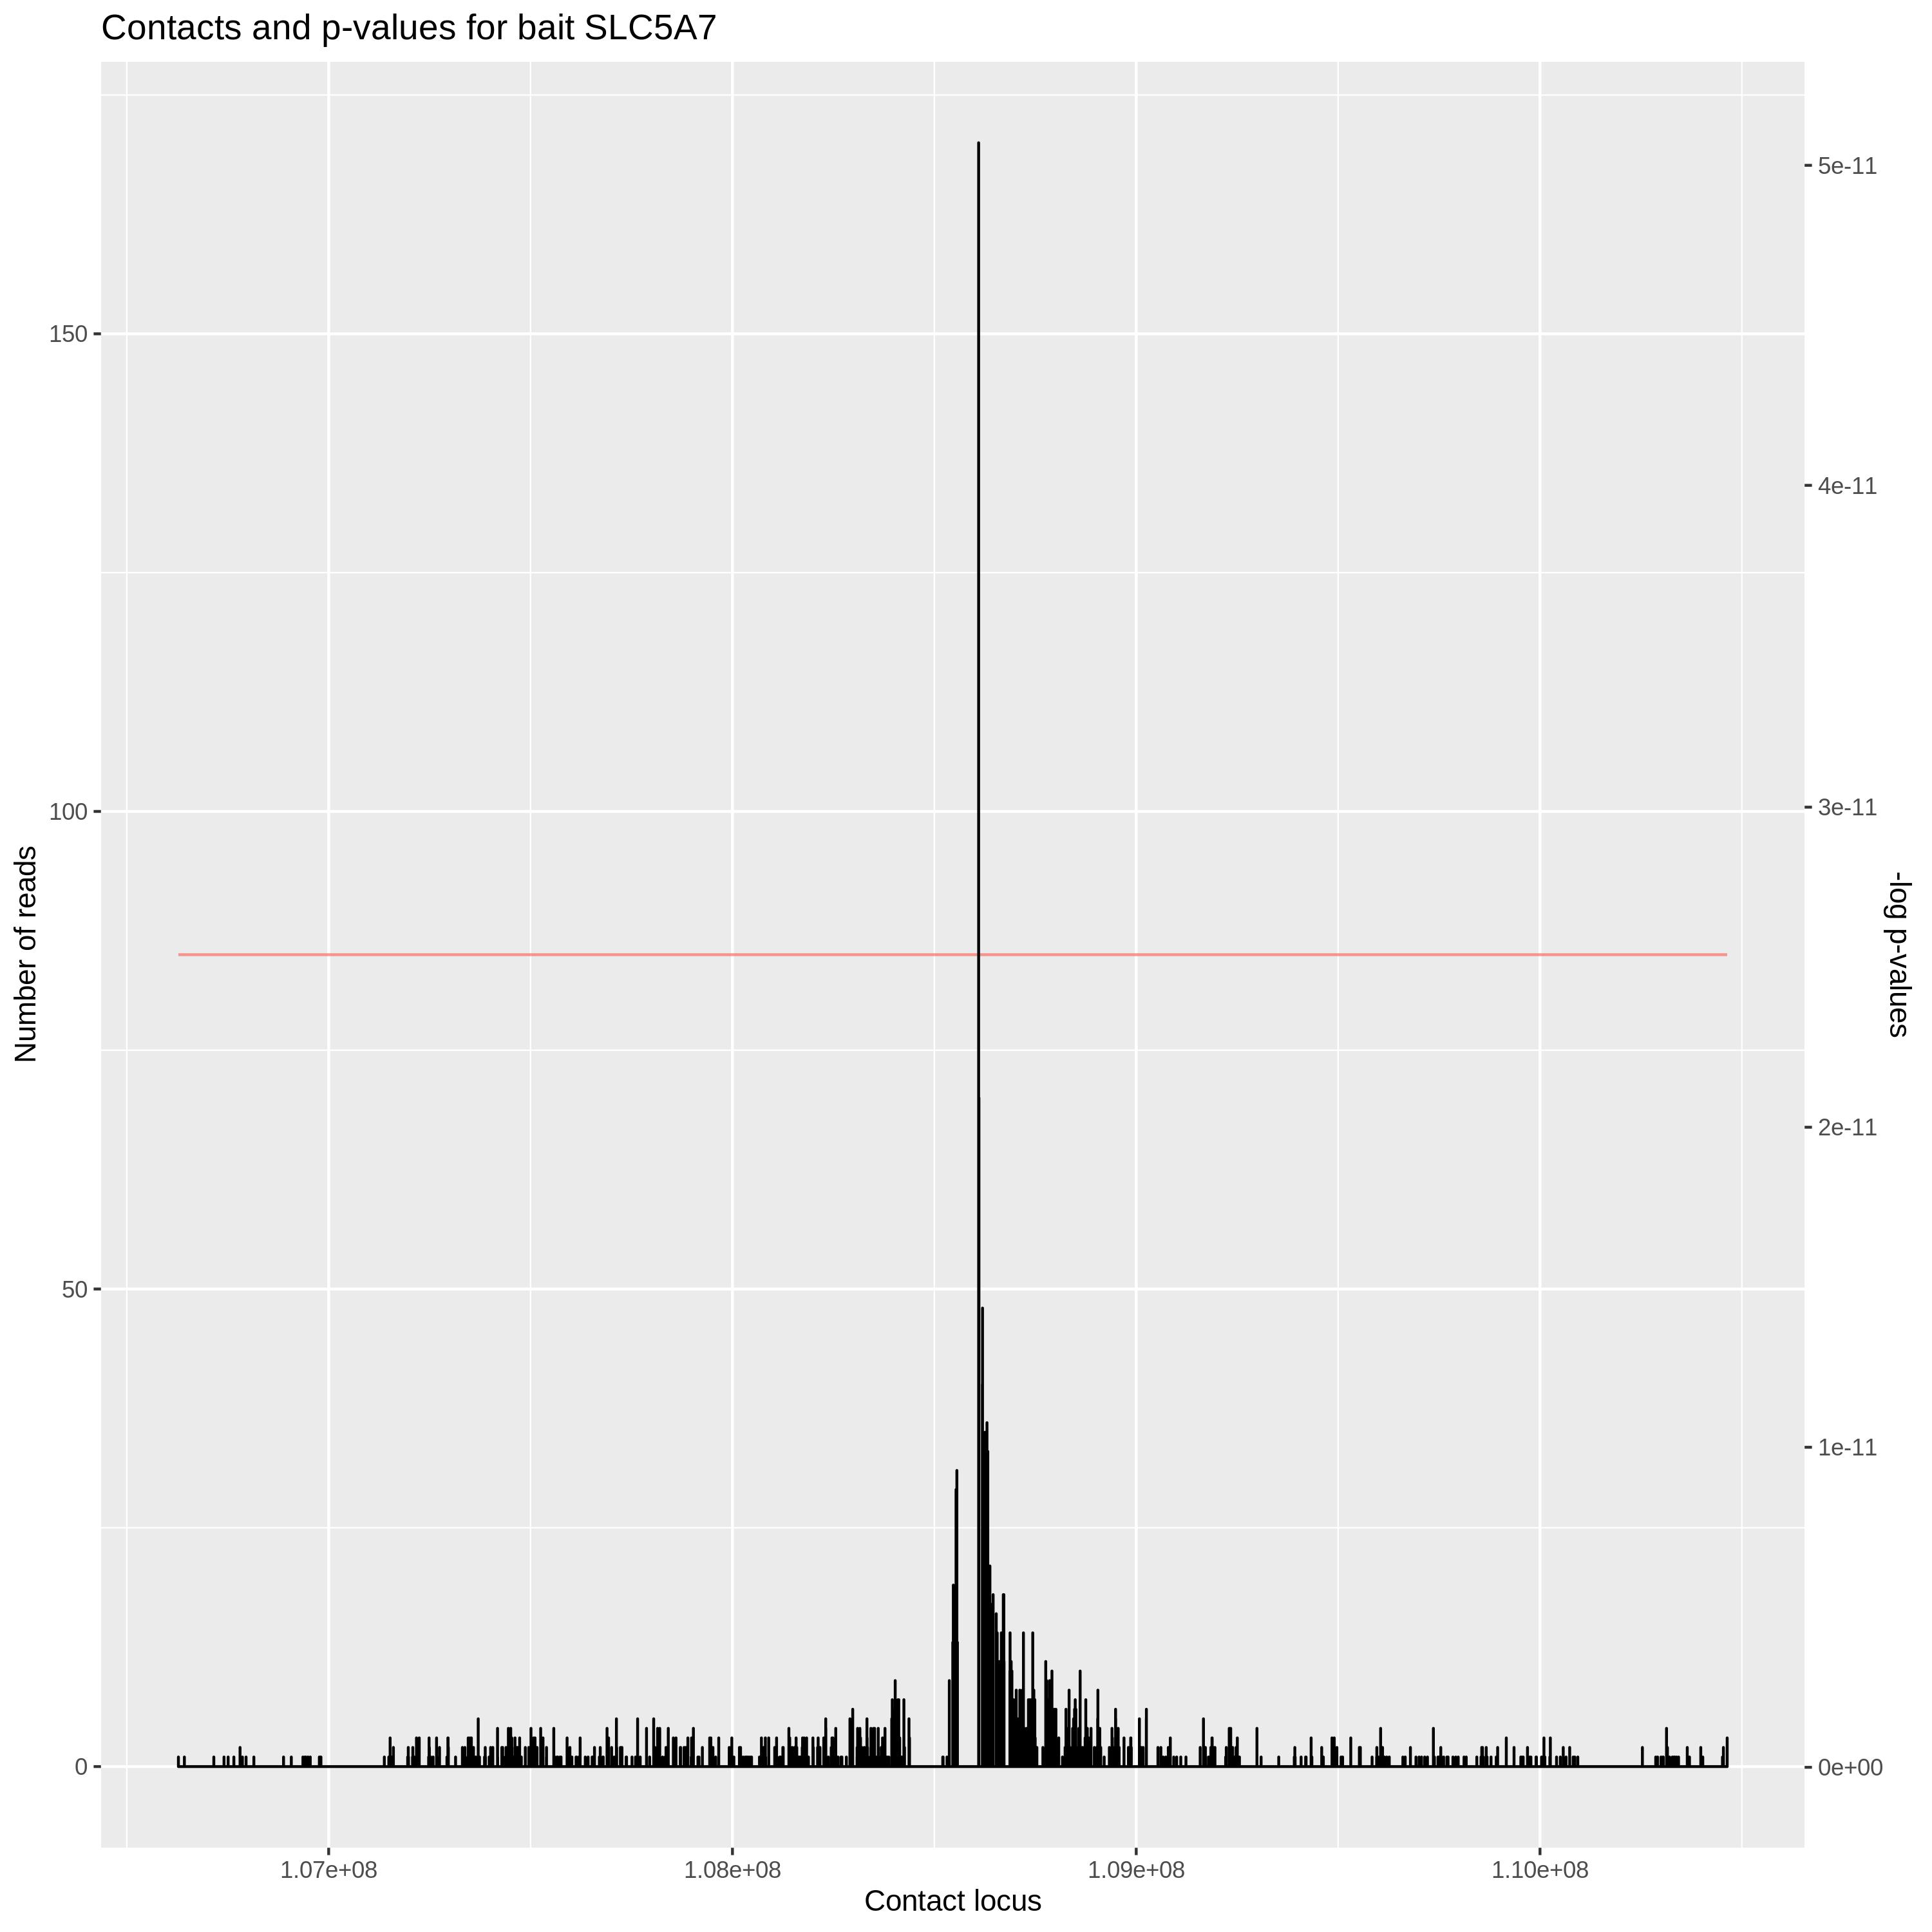 Contacts and p-values for bait SLC5A7
Number of reads
150
100
50
0
5e-11
4e-11
3e-11
2e-11
1e-11
0e+00
-log p-values
1.07e+08
1.08e+08
1.09e+08
1.10e+08
Contact locus